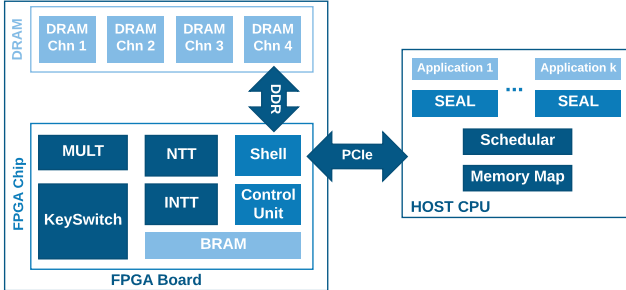 DRAM
DRAM Chn 1
DRAM Chn 2
DRAM Chn 3
DRAM Chn 4
DDR
FPGA Chip
MULT
NTT
Shell
KeySwitch
INTT
Control Unit
BRAM
FPGA Board
PCIe
Application 1
...
Application k
SEAL
SEAL
Schedular
Memory Map
HOST CPU